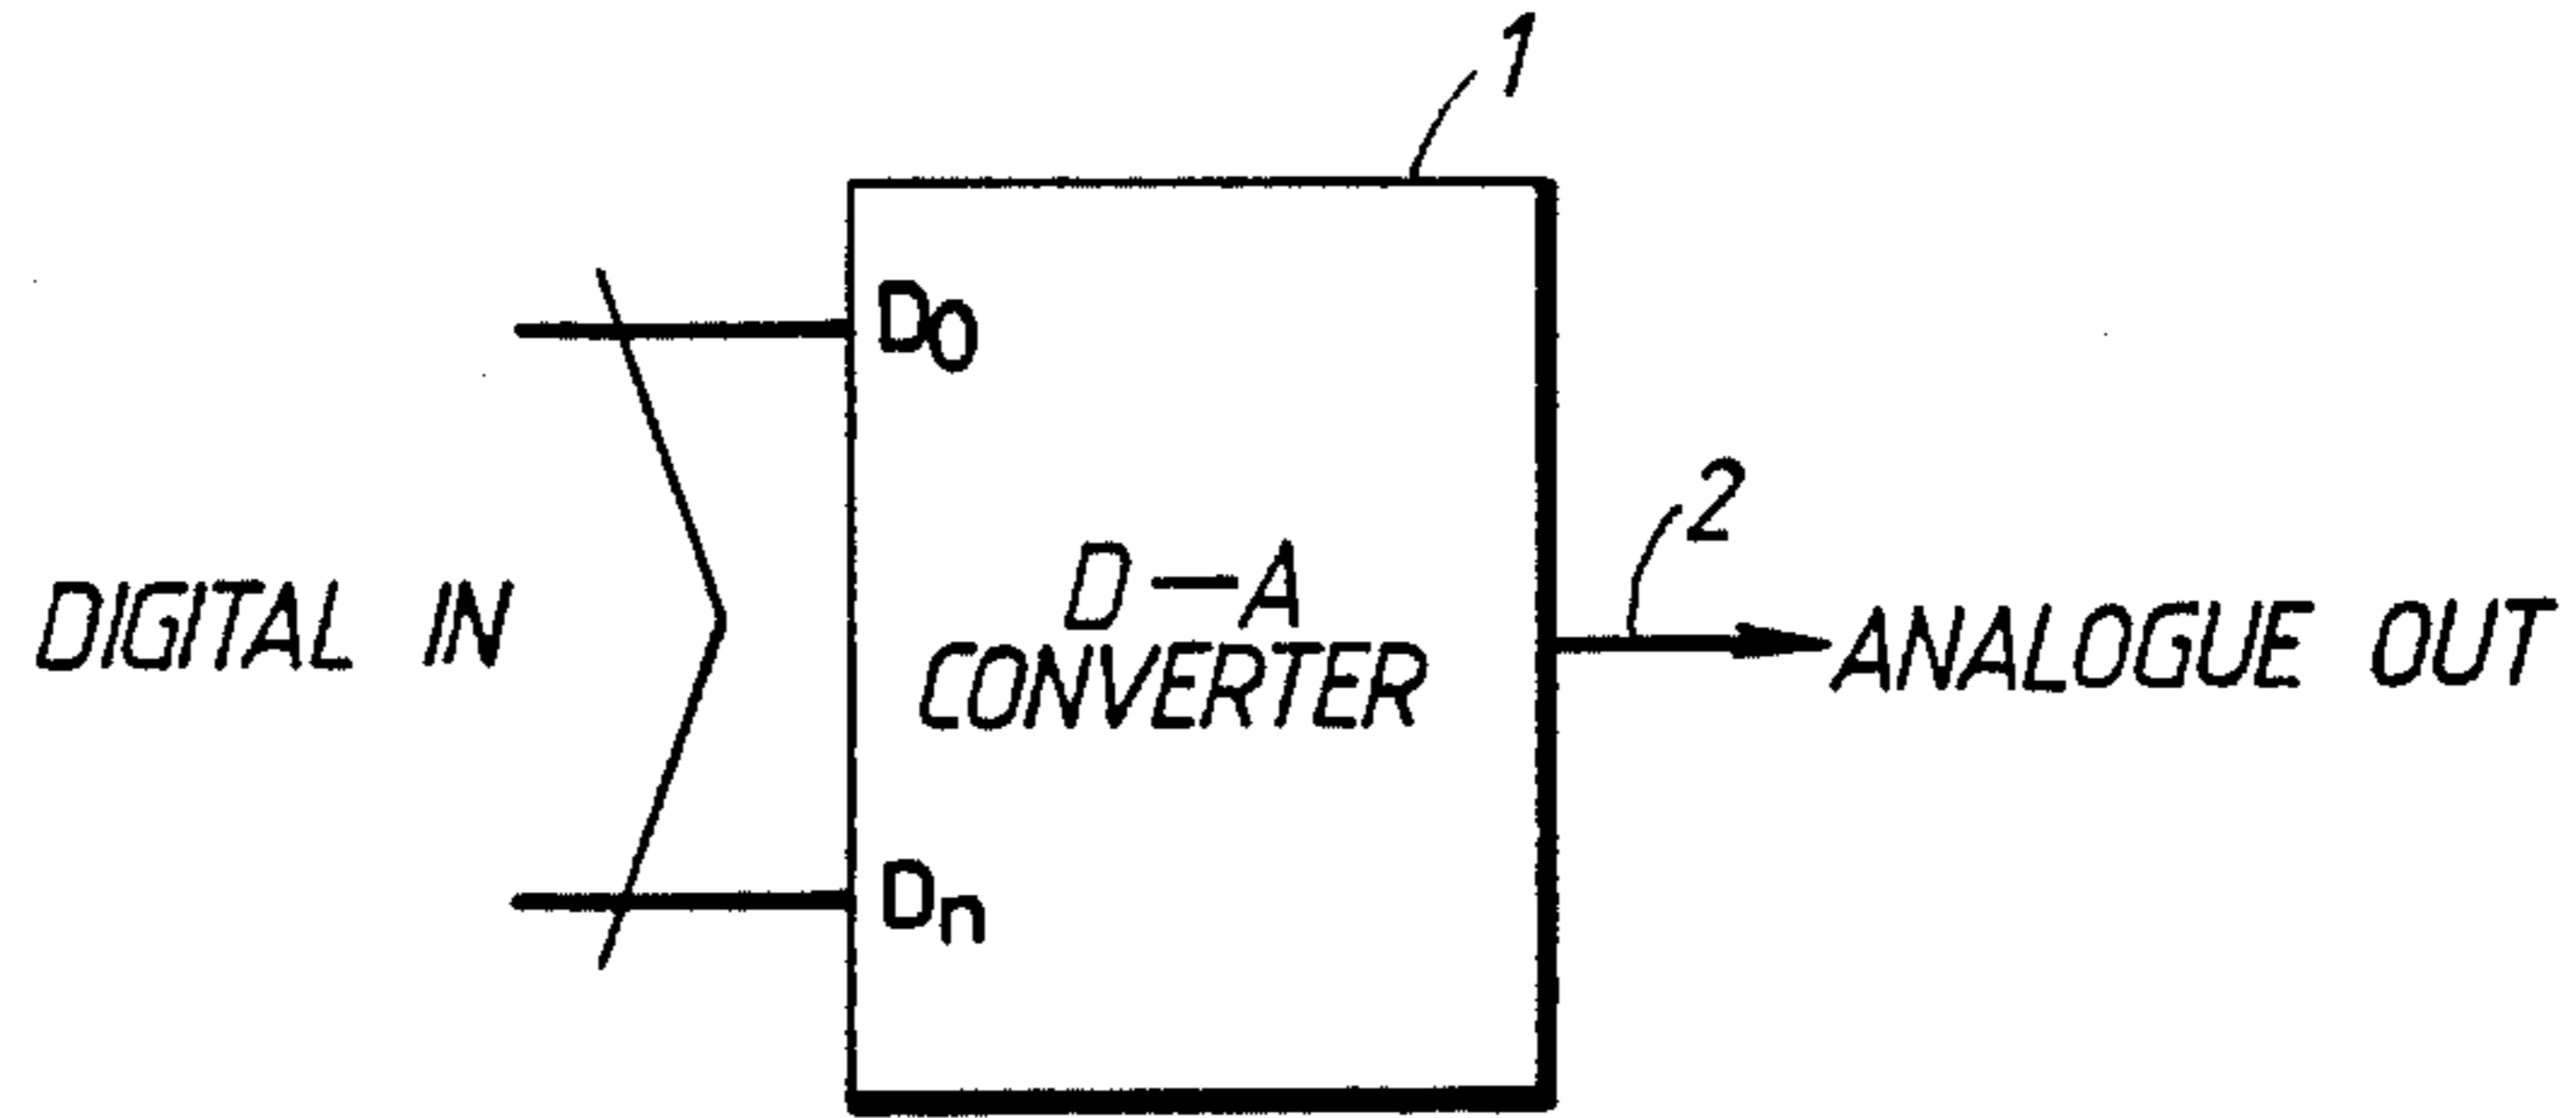 1
D0
2
DIGITAL IN
D—A
CONVERTER
ANALOGUE OUT
Dn